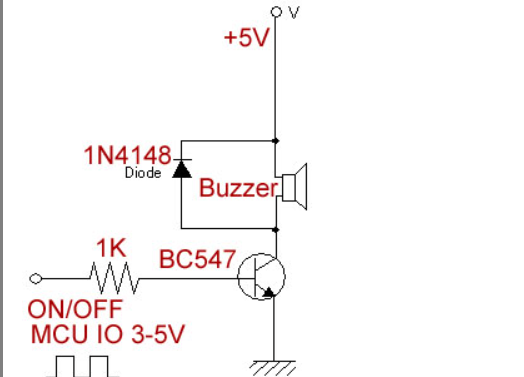 V
+5V
1N4148
Diode
Buzzer
1K
BC547
ON/OFF
MCU IO 3-5V